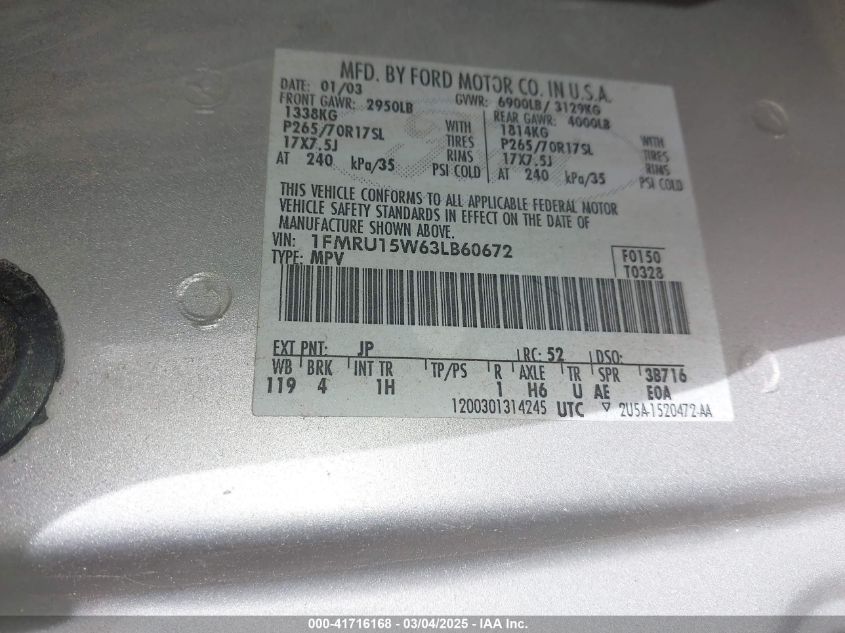 MFD. BY FORD MOTOR CO. IN U.S.A.
DATE: 01/03 GVWR: 6900LB/ 3129KG
FRONT GAWR: 2950LB REAR GAWR: 4000LB
1338KG WITH 1814KG WITH
P265/70R17SL TIRES P265/70R17SL TIRES
17X7.5J RIMS 17X7.5J RIMS
AT 240 kPa/35 PSI COLD AT 240 kPa/35 PSI COLD
THIS VEHICLE CONFORMS TO ALL APPLICABLE FEDERAL MOTOR
VEHICLE SAFETY STANDARDS IN EFFECT ON THE DATE OF
MANUFACTURE SHOWN ABOVE.
VIN: 1FMRU15W63LB60672 F0150
TYPE: MPV T0328
EXT PNT: JP RC: 52 DSO:
WB BRK INT TR TP/PS R AXLE TR SPR 3B716
119 4 1H 1 H6 U AE E0A
1200301314245 UTC ▽ 2U5A-1520472-AA
000-41716168 - 03/04/2025 - IAA Inc.